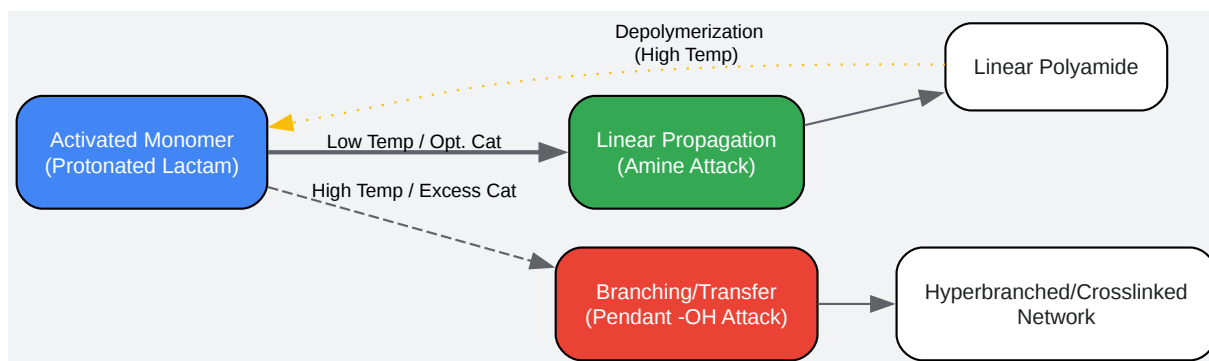 Depolymerization
(High Temp)
Linear Polyamide
Activated Monomer
(Protonated Lactam)
Low Temp / Opt. Cat
Linear Propagation
(Amine Attack)
High Temp / Excess Cat
Branching/Transfer
(Pendant -OH Attack)
Hyperbranched/Crosslinked
Network